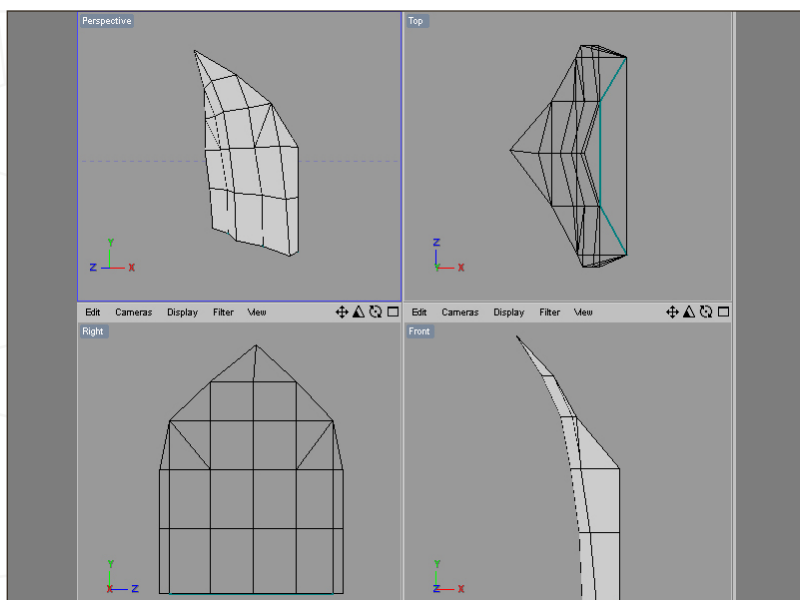 Perspective
Top
Y
Z X
Z
Y X
Edit Cameras Display Filter View
Edit Cameras Display Filter View
Right
Front
Y
X Z
Y
Z X